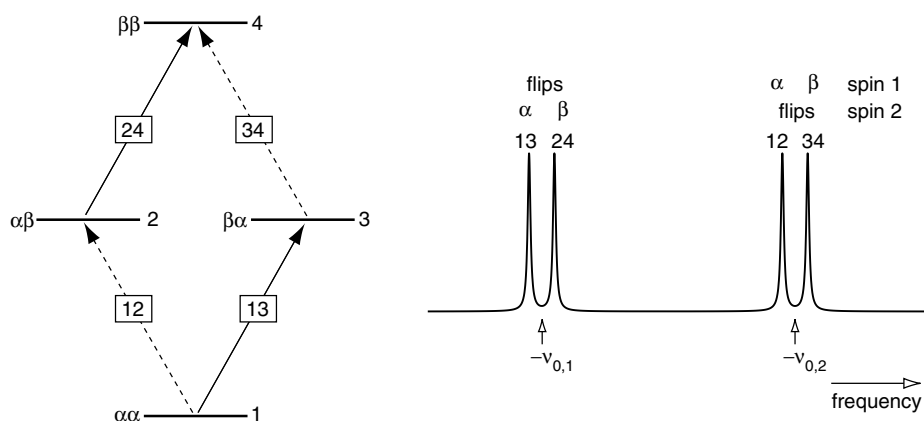 ββ 4
24 34
αβ 2 βα 3
12 13
αα 1
flips α β spin 1
α β flips spin 2
13 24 12 34
−ν0,1 −ν0,2
frequency